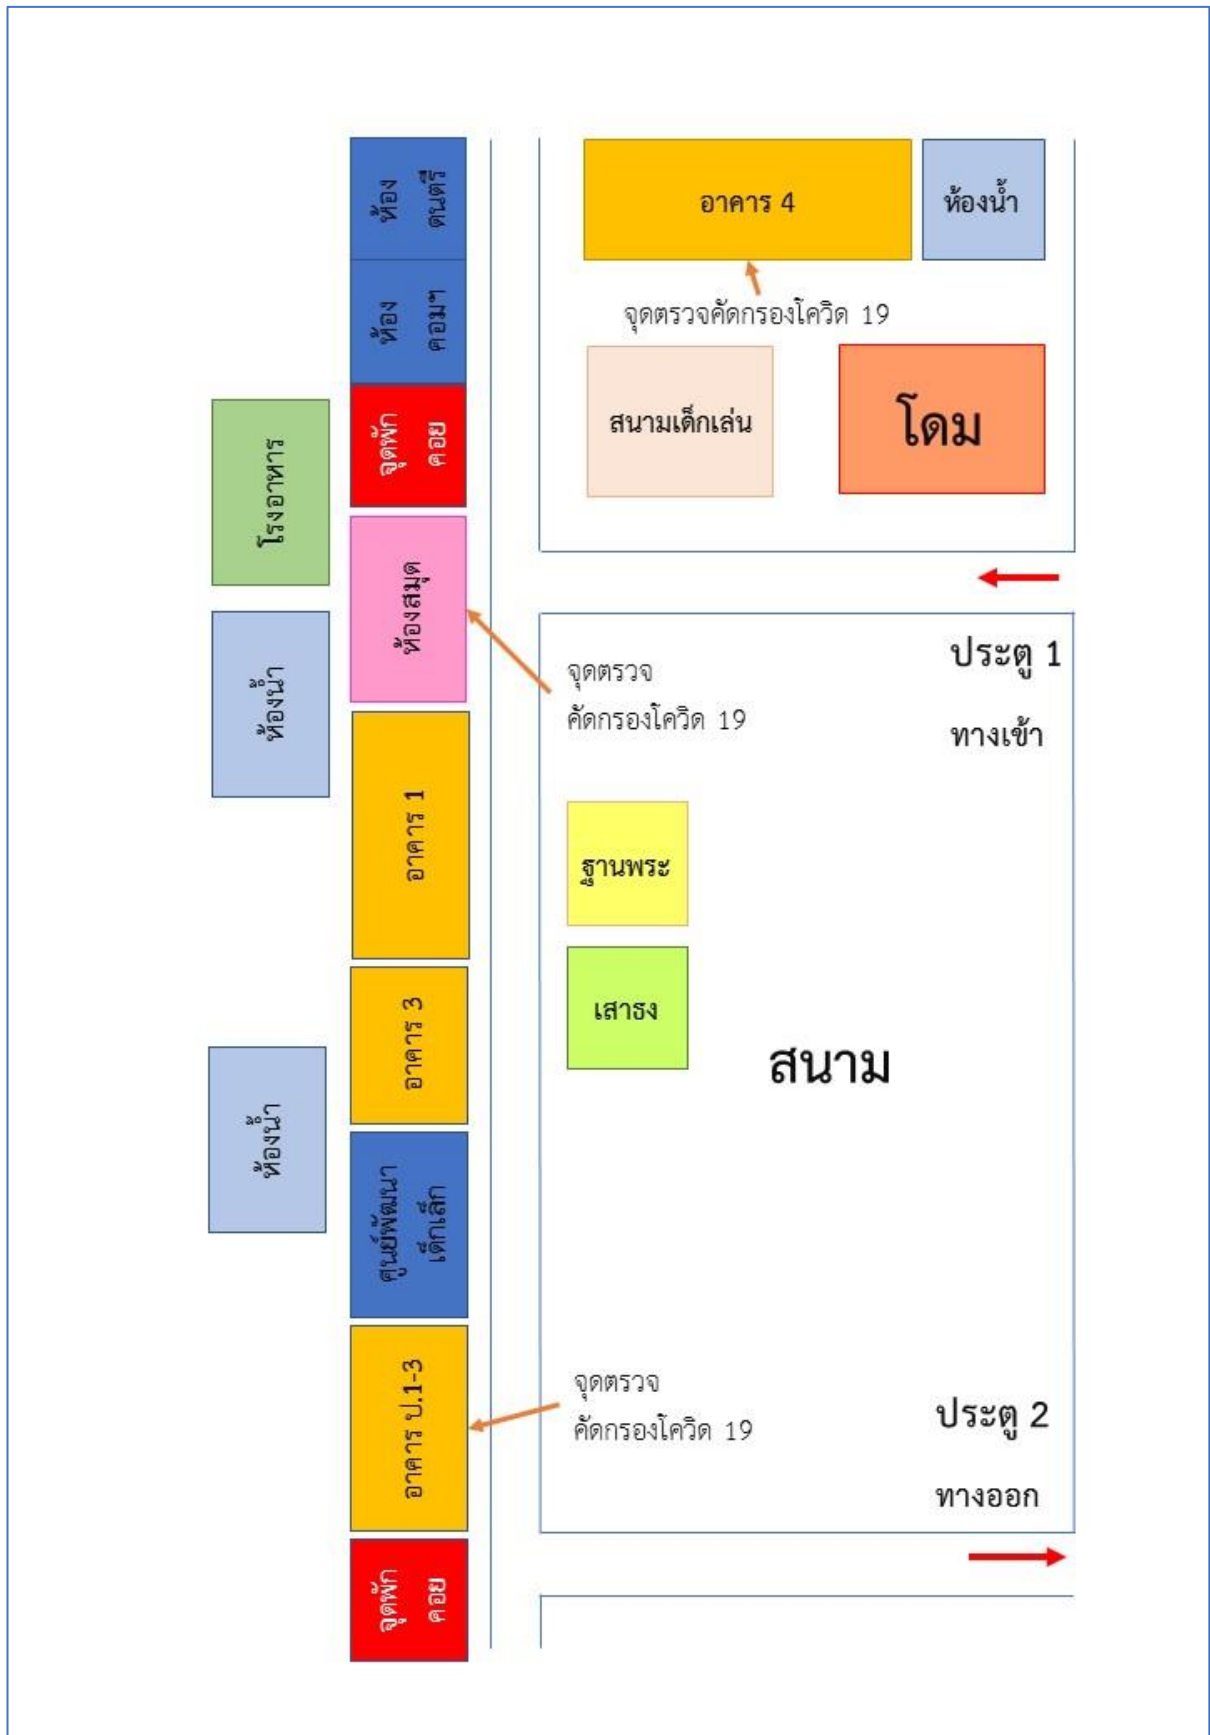 ห้อง
ดนตรี
อาคาร 4
ห้องน้ำ
ห้อง
คอมฯ
จุดตรวจคัดกรองโควิด 19
จุดพัก
คอย
สนามเด็กเล่น
โดม
โรงอาหาร
ห้องสมุด
ห้องน้ำ
ประตู 1
ทางเข้า
จุดตรวจ
คัดกรองโควิด 19
อาคาร 1
ฐานพระ
เสาธง
อาคาร 3
สนาม
ห้องน้ำ
ศูนย์พัฒนา
เด็กเล็ก
อาคาร ป.1-3
จุดตรวจ
คัดกรองโควิด 19
ประตู 2
ทางออก
จุดพัก
คอย